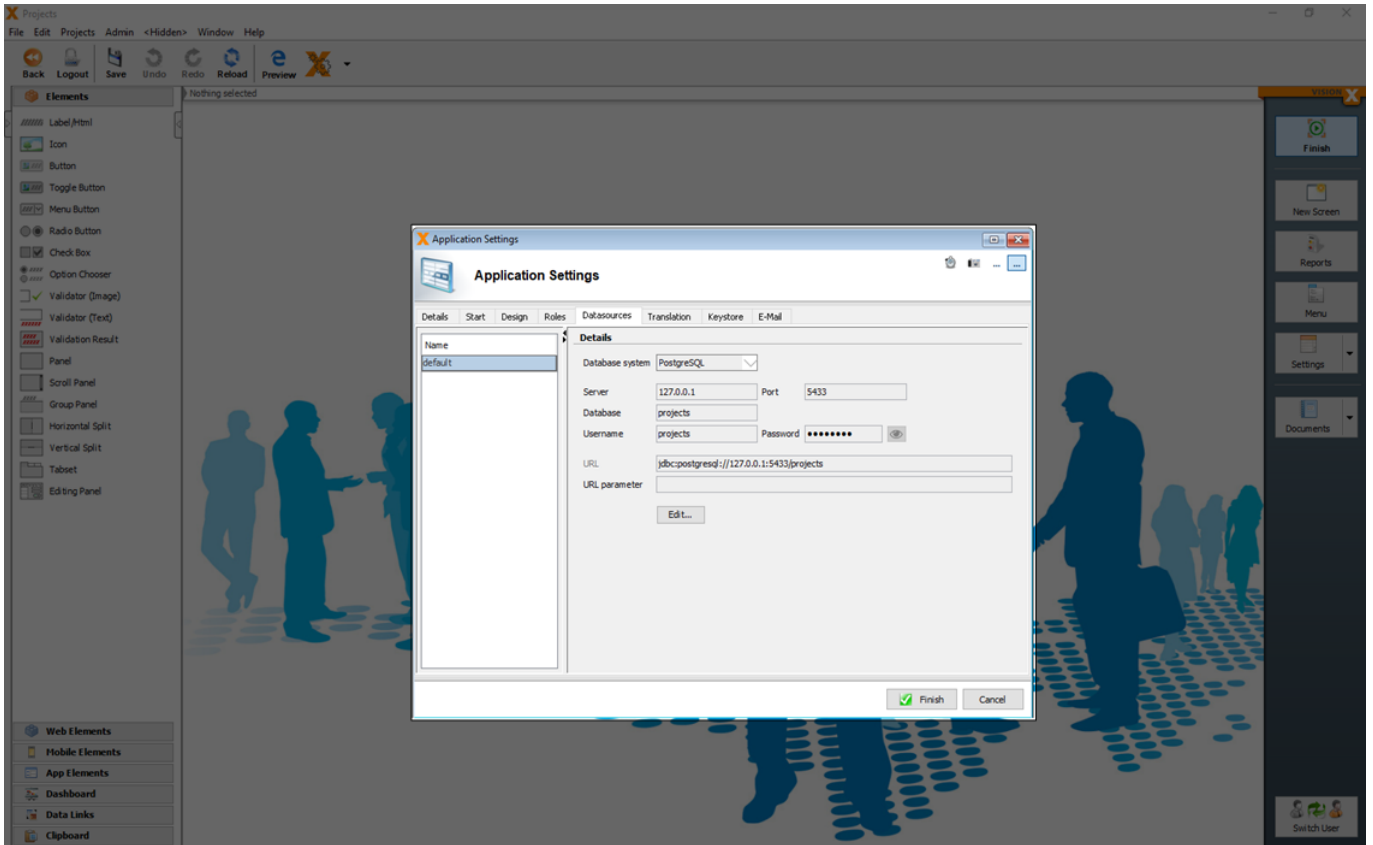 Projects
File Edit Projects Admin <Hidden> Window Help
Back Logout Save Undo Redo Reload Preview
Elements
Nothing selected
VISION X
Label/Html
Icon
Button
Toggle Button
Menu Button
Radio Button
Check Box
Option Chooser
Validator (Image)
Validator (Text)
Validation Result
Panel
Scroll Panel
Group Panel
Horizontal Split
Vertical Split
Tabset
Editing Panel
Web Elements
Mobile Elements
App Elements
Dashboard
Data Links
Clipboard
Application Settings
Application Settings
... ...
Details Start Design Roles Datasources Translation Keystore E-Mail
Name
default
Details
Database system PostgreSQL
Server 127.0.0.1 Port 5433
Database projects
Username projects Password ••••••••
URL jdbc:postgresql://127.0.0.1:5433/projects
URL parameter
Edit...
Finish Cancel
Finish
New Screen
Reports
Menu
Settings
Documents
Switch User